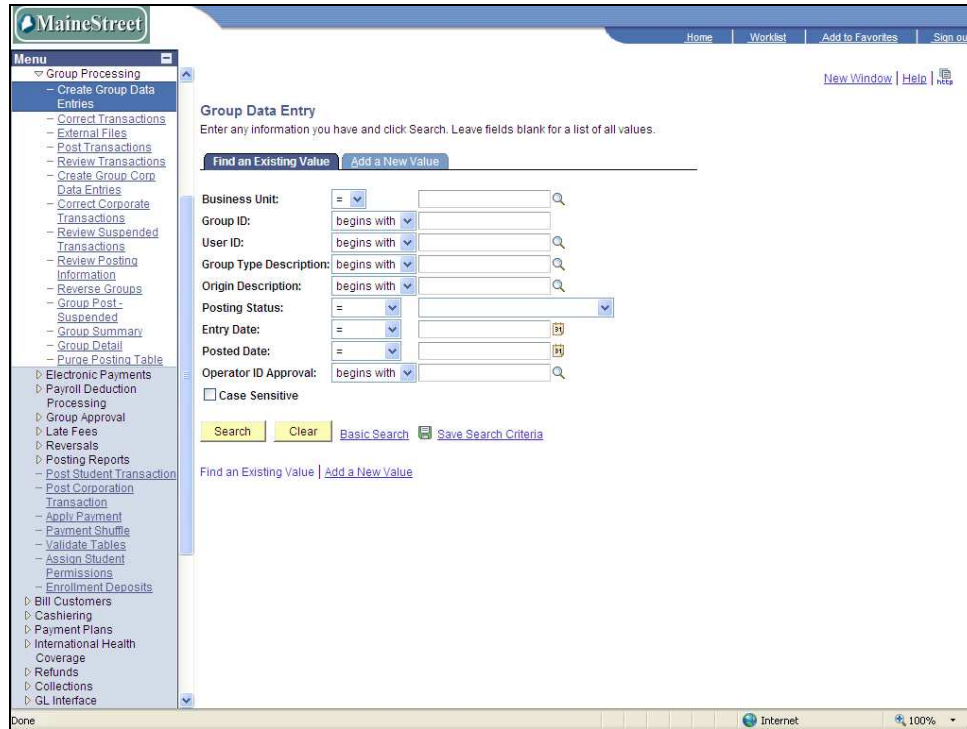 MaineStreet
Home Worklist Add to Favorites Sign ou
Menu
Group Processing
– Create Group Data
Entries
– Correct Transactions
– External Files
– Post Transactions
– Review Transactions
– Create Group Corp
Data Entries
– Correct Corporate
Transactions
– Review Suspended
Transactions
– Review Posting
Information
– Reverse Groups
– Group Post -
Suspended
– Group Summary
– Group Detail
– Purge Posting Table
Electronic Payments
Payroll Deduction
Processing
Group Approval
Late Fees
Reversals
Posting Reports
– Post Student Transaction
– Post Corporation
Transaction
– Apply Payment
– Payment Shuffle
– Validate Tables
– Assign Student
Permissions
– Enrollment Deposits
Bill Customers
Cashiering
Payment Plans
International Health
Coverage
Refunds
Collections
GL Interface
New Window | Help | http
Group Data Entry
Enter any information you have and click Search. Leave fields blank for a list of all values.
Find an Existing Value Add a New Value
Business Unit: =
Group ID: begins with
User ID: begins with
Group Type Description: begins with
Origin Description: begins with
Posting Status: =
Entry Date: = 31
Posted Date: = 31
Operator ID Approval: begins with
Case Sensitive
Search Clear Basic Search Save Search Criteria
Find an Existing Value | Add a New Value
Done Internet 100%